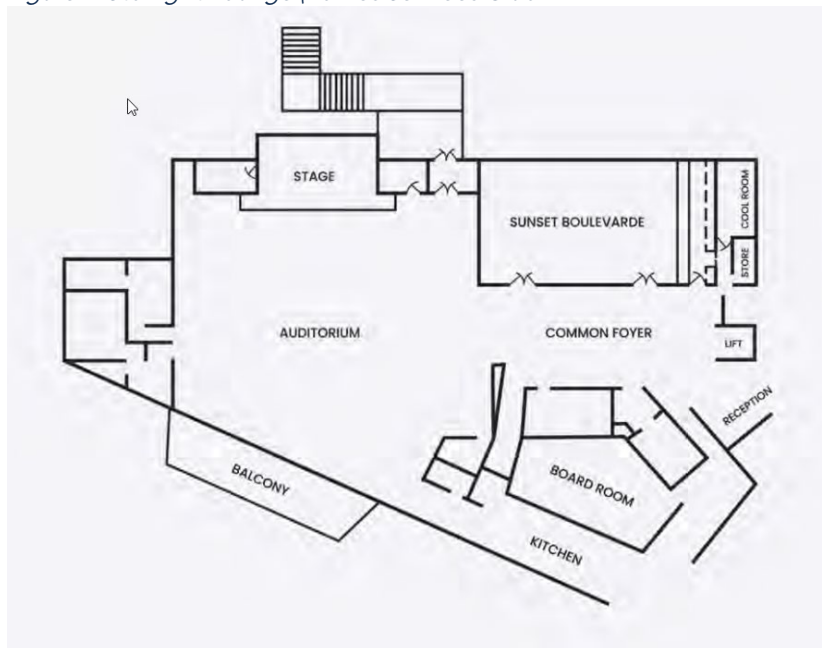 STAGE
SUNSET BOULEVARDE
COOL ROOM
STORE
AUDITORIUM
COMMON FOYER
LIFT
RECEPTION
BALCONY
BOARD ROOM
KITCHEN